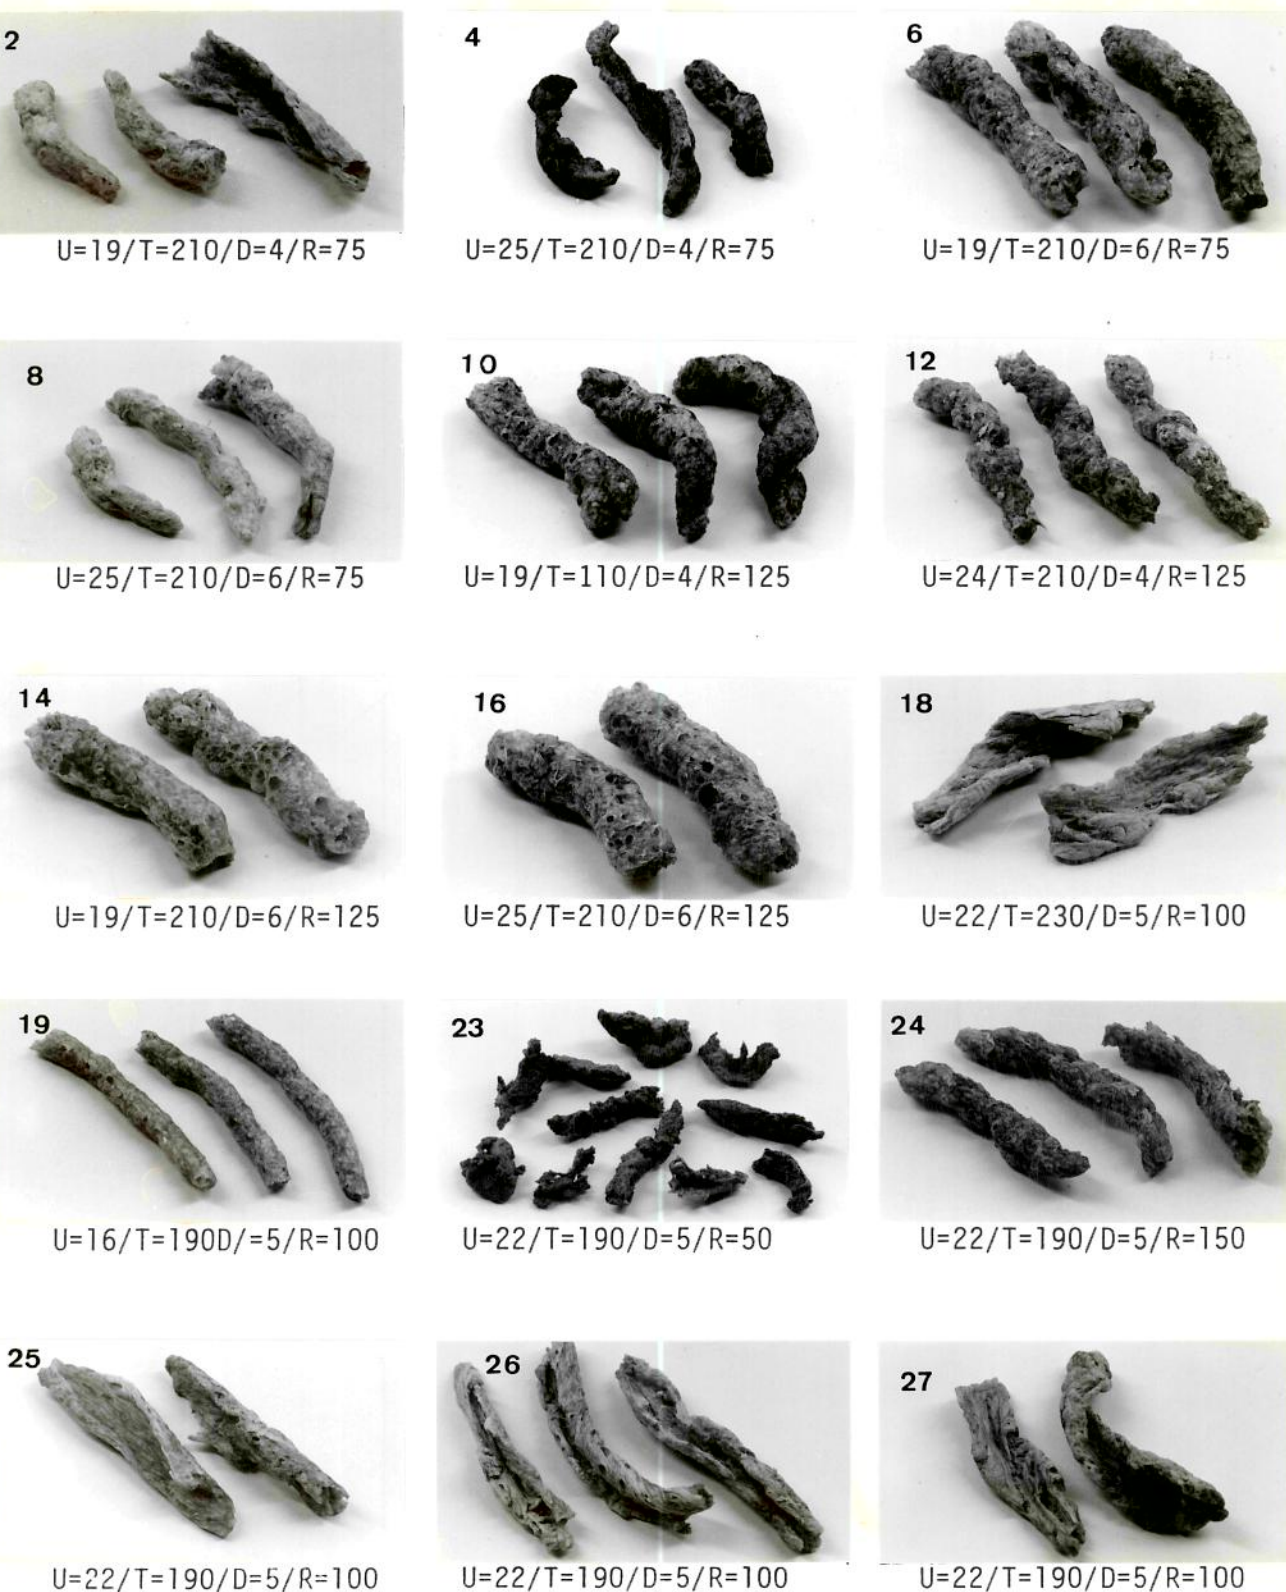 2
4
6
U=19/T=210/D=4/R=75
U=25/T=210/D=4/R=75
U=19/T=210/D=6/R=75
8
10
12
U=25/T=210/D=6/R=75
U=19/T=110/D=4/R=125
U=24/T=210/D=4/R=125
14
16
18
U=19/T=210/D=6/R=125
U=25/T=210/D=6/R=125
U=22/T=230/D=5/R=100
19
23
24
U=16/T=190D/=5/R=100
U=22/T=190/D=5/R=50
U=22/T=190/D=5/R=150
25
26
27
U=22/T=190/D=5/R=100
U=22/T=190/D=5/R=100
U=22/T=190/D=5/R=100